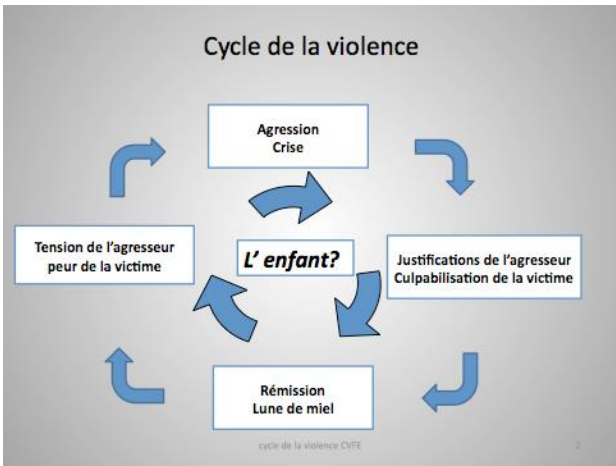 Cycle de la violence
Agression
Crise
Tension de l'agresseur
peur de la victime
L' enfant?
Justifications de l'agresseur
Culpabilisation de la victime
Rémission
Lune de miel
cycle de la violence CVFE
2